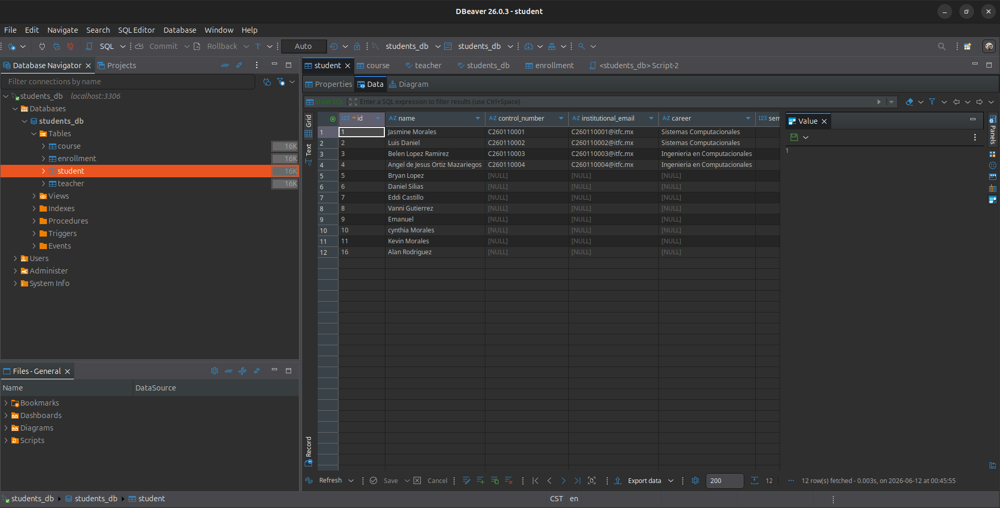 DBeaver 26.0.3 - student
File Edit Navigate Search SQL Editor Database Window Help
SQL Commit Rollback T Auto students_db students_db
Database Navigator Projects
Filter connections by name
students_db localhost:3306
Databases
students_db
Tables
course 16K
enrollment 16K
student 16K
teacher 16K
Views
Indexes
Procedures
Triggers
Events
Users
Administer
System Info
Files - General
Name DataSource
Bookmarks
Dashboards
Diagrams
Scripts
student course teacher students_db enrollment <students_db> Script-2
Properties Data Diagram
Show SQL Enter a SQL expression to filter results (use Ctrl+Space)
Grid
Text
Record
123 id A-Z name A-Z control_number A-Z institutional_email A-Z career 123 sem
1 1 Jasmine Morales C260110001 C260110001@itfc.mx Sistemas Computacionales
2 2 Luis Daniel C260110002 C260110002@itfc.mx Sistemas Computacionales
3 3 Belen Lopez Ramirez C260110003 C260110003@itfc.mx Ingenieria en Computacionales
4 4 Angel de Jesus Ortiz Mazariegos C260110004 C260110004@itfc.mx Ingenieria en Computacionales
5 5 Bryan Lopez [NULL] [NULL] [NULL]
6 6 Daniel Silias [NULL] [NULL] [NULL]
7 7 Eddi Castillo [NULL] [NULL] [NULL]
8 8 Vanni Gutierrez [NULL] [NULL] [NULL]
9 9 Emanuel [NULL] [NULL] [NULL]
10 10 cynthia Morales [NULL] [NULL] [NULL]
11 11 Kevin Morales [NULL] [NULL] [NULL]
12 16 Alan Rodriguez [NULL] [NULL] [NULL]
Value
1
Panels
Refresh Save Cancel Export data 200 12 12 row(s) fetched - 0.003s, on 2026-06-12 at 00:45:55
students_db students_db student CST en